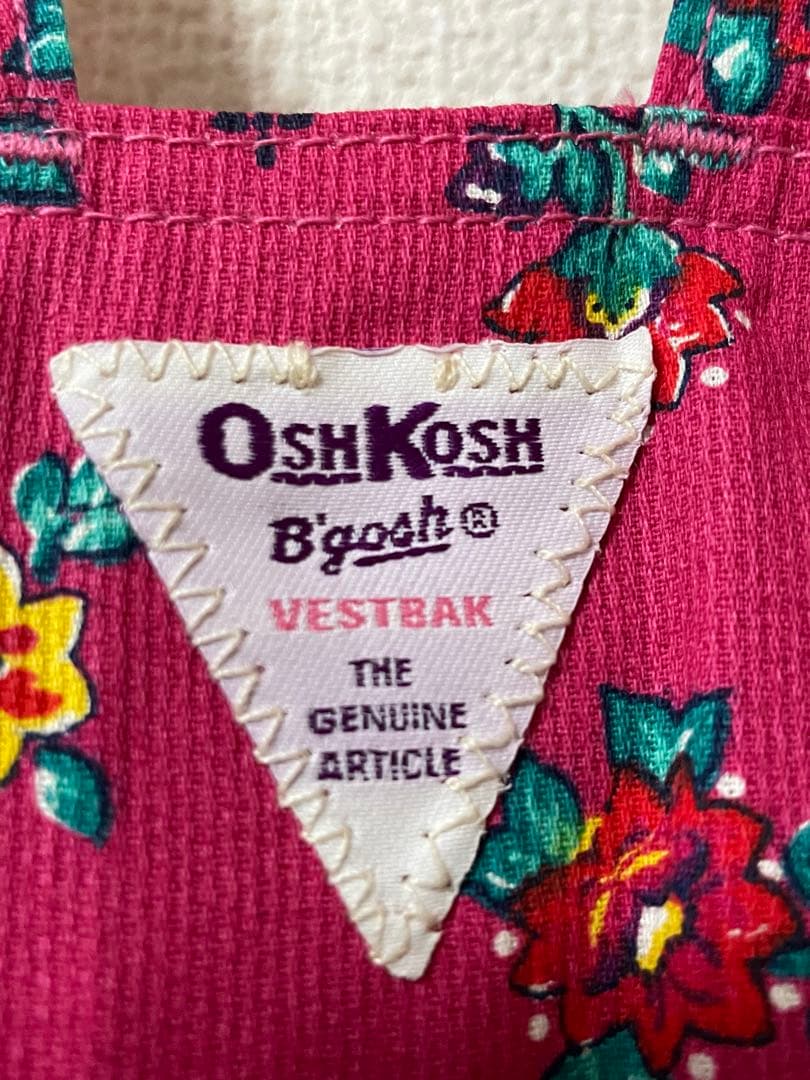 OSHKOSH
B'gosh®
VESTBAK
THE
GENUINE
ARTICLE